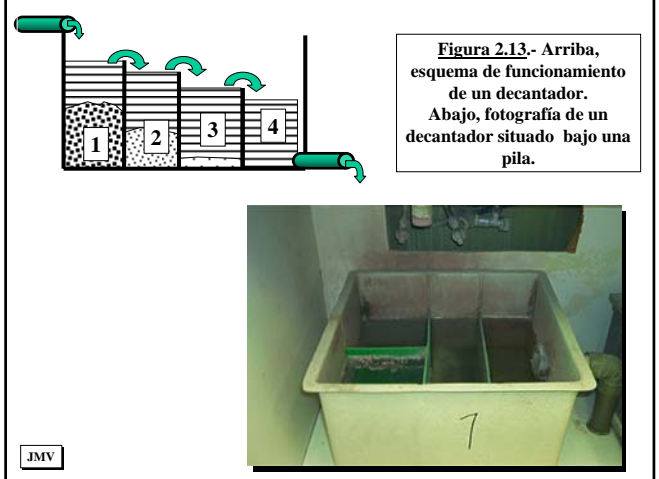 Figura 2.13.- Arriba,
esquema de funcionamiento
de un decantador.
Abajo, fotografía de un
decantador situado bajo una
pila.
1
2
3
4
7
JMV